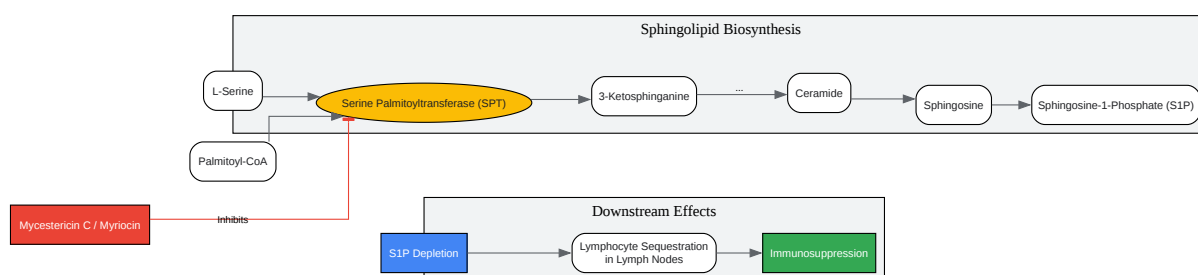 Sphingolipid Biosynthesis
L-Serine
Serine Palmitoyltransferase (SPT)
3-Ketosphinganine
...
Ceramide
Sphingosine
Sphingosine-1-Phosphate (S1P)
Palmitoyl-CoA
Mycestericin C / Myriocin
Inhibits
Downstream Effects
S1P Depletion
Lymphocyte Sequestration
in Lymph Nodes
Immunosuppression